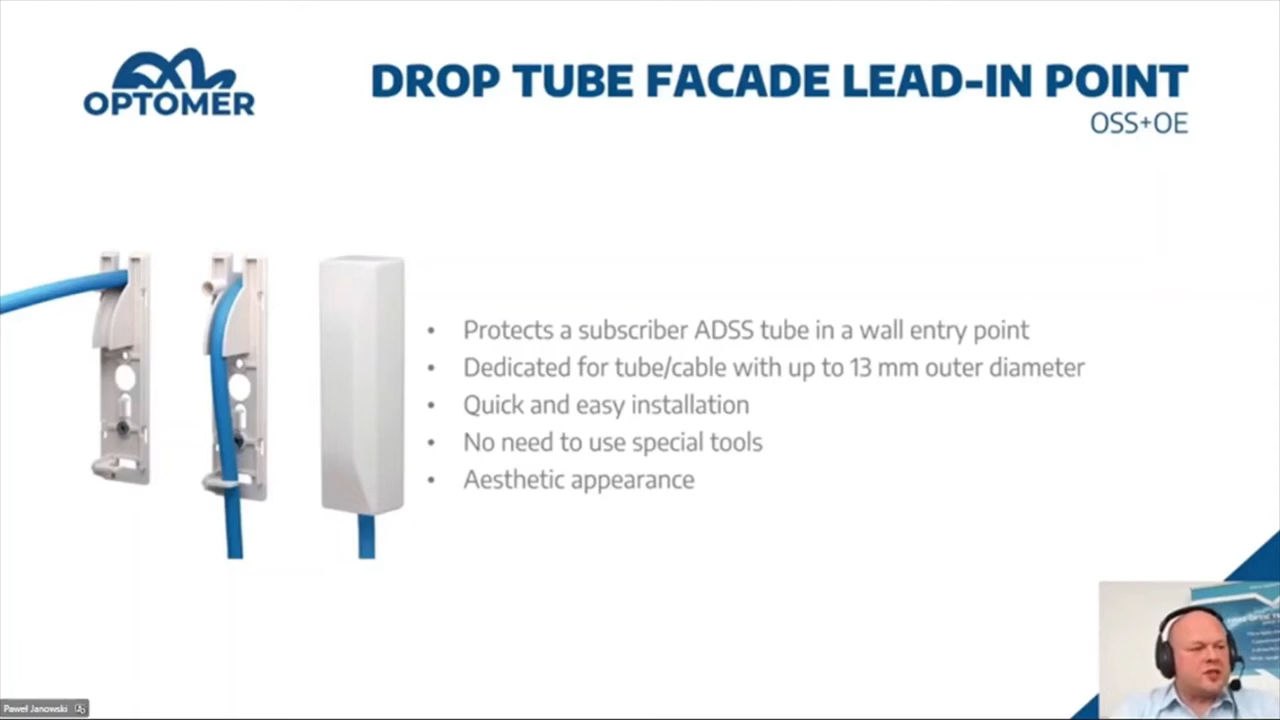 OPTOMER
DROP TUBE FACADE LEAD-IN POINT
OSS+OE
• Protects a subscriber ADSS tube in a wall entry point
• Dedicated for tube/cable with up to 13 mm outer diameter
• Quick and easy installation
• No need to use special tools
• Aesthetic appearance
Paweł Janowski